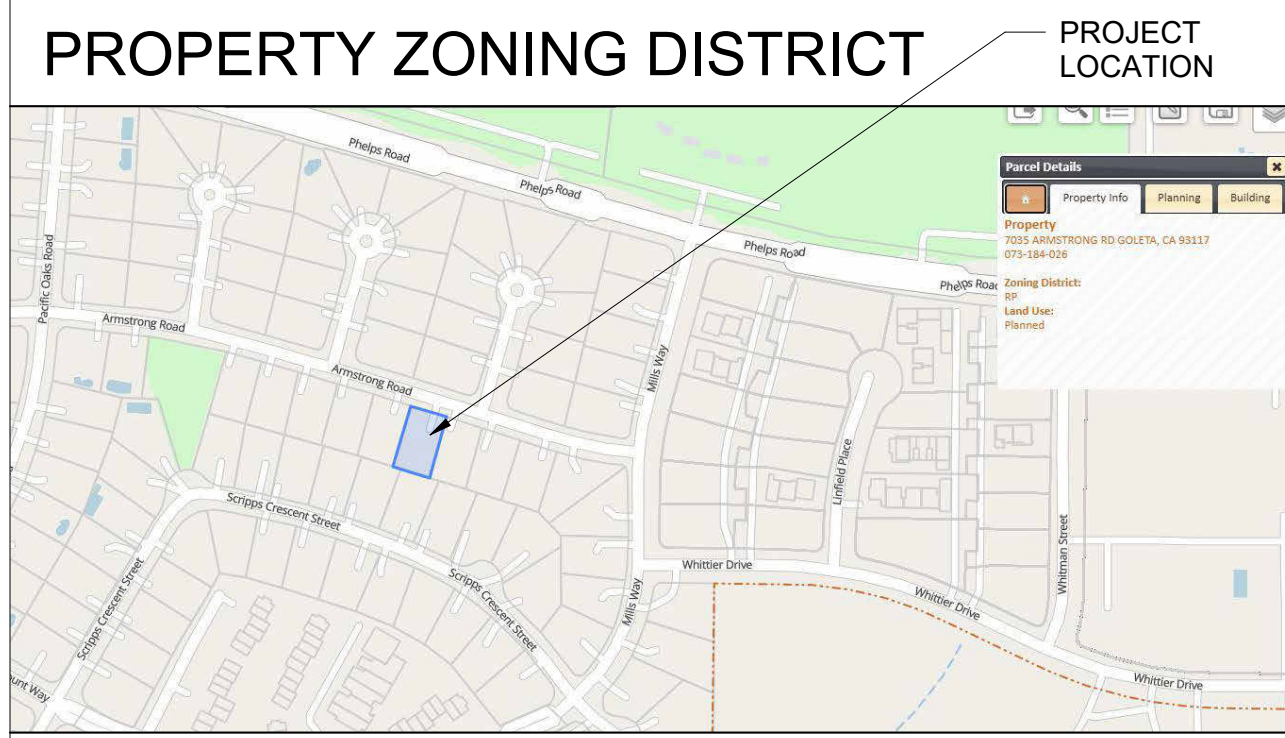 PROPERTY ZONING DISTRICT
PROJECT
LOCATION
Phelps Road
Phelps Road
Phelps Road
Phelps Road
Parcel Details
Property Info
Planning
Building
Property
7035 ARMSTRONG RD GOLETA, CA 93117
073-184-026
Zoning District:
RP
Land Use:
Planned
Pacific Oaks Road
Armstrong Road
Armstrong Road
Mills Way
Linfield Place
Scripps Crescent Street
Whittier Drive
Whitman Street
Scripps Crescent Street
Scripps Crescent Street
Mills Way
Whittier Drive
Whittier Drive
unt Way